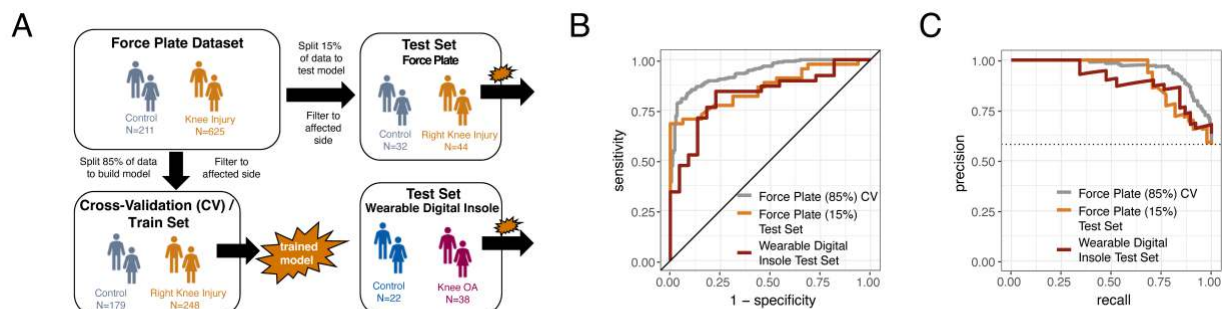 A
Force Plate Dataset
Control
N=211
Knee Injury
N=625
Split 15%
of data to
test model
Filter to
affected
side
Test Set
Force Plate
Control
N=32
Right Knee Injury
N=44
Split 85% of data
to build model
Filter to
affected side
Cross-Validation (CV) /
Train Set
Control
N=179
Right Knee Injury
N=248
trained
model
Test Set
Wearable Digital Insole
Control
N=22
Knee OA
N=38
B
sensitivity
1.00
0.75
0.50
0.25
0.00
Force Plate (85%) CV
Force Plate (15%)
Test Set
Wearable Digital
Insole Test Set
0.00 0.25 0.50 0.75 1.00
1 − specificity
C
precision
1.00
0.75
0.50
0.25
0.00
Force Plate (85%) CV
Force Plate (15%)
Test Set
Wearable Digital
Insole Test Set
0.00 0.25 0.50 0.75 1.00
recall